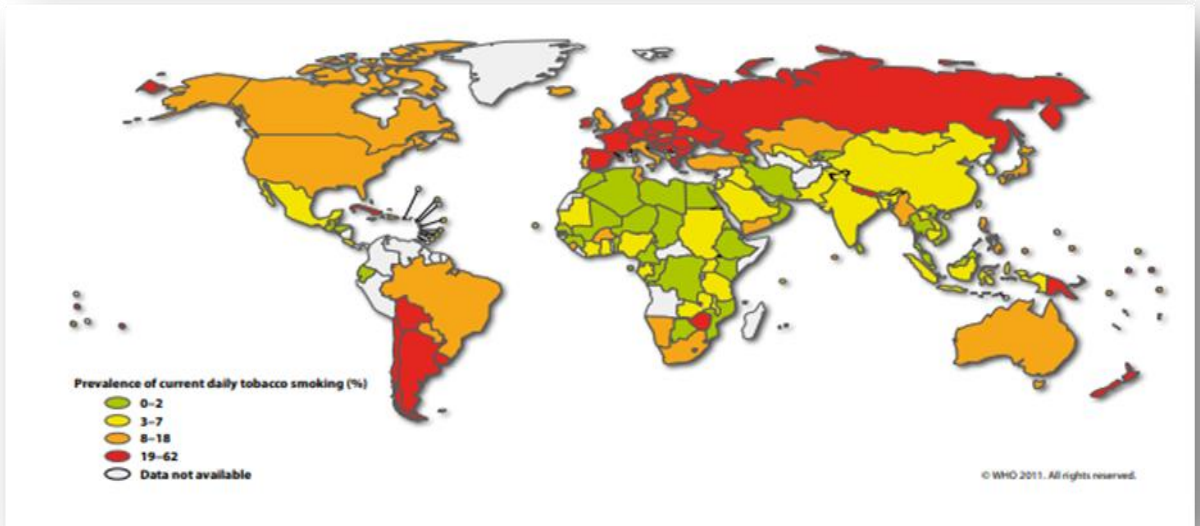 Prevalence of current daily tobacco smoking (%)
0–2
3–7
8–18
19–62
Data not available
© WHO 2011. All rights reserved.